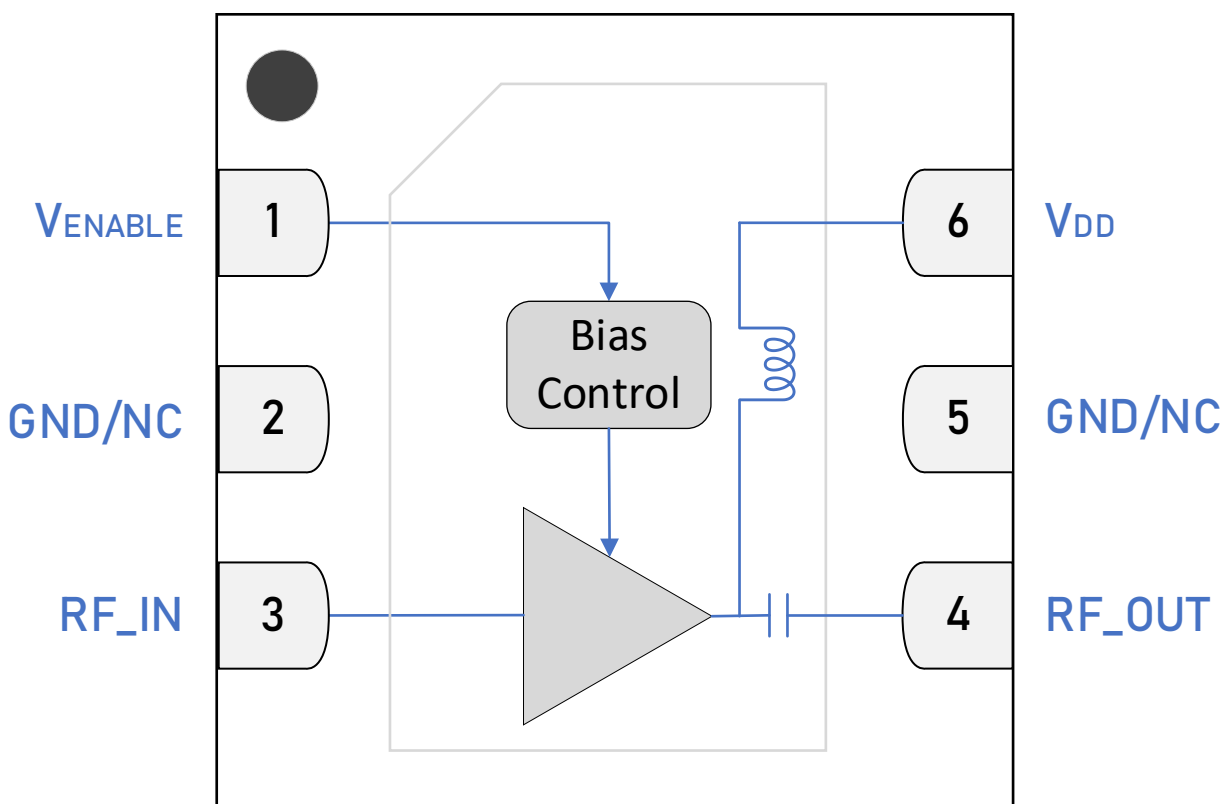 VENABLE 1 6 VDD
Bias
Control
GND/NC 2 5 GND/NC
RF_IN 3 4 RF_OUT